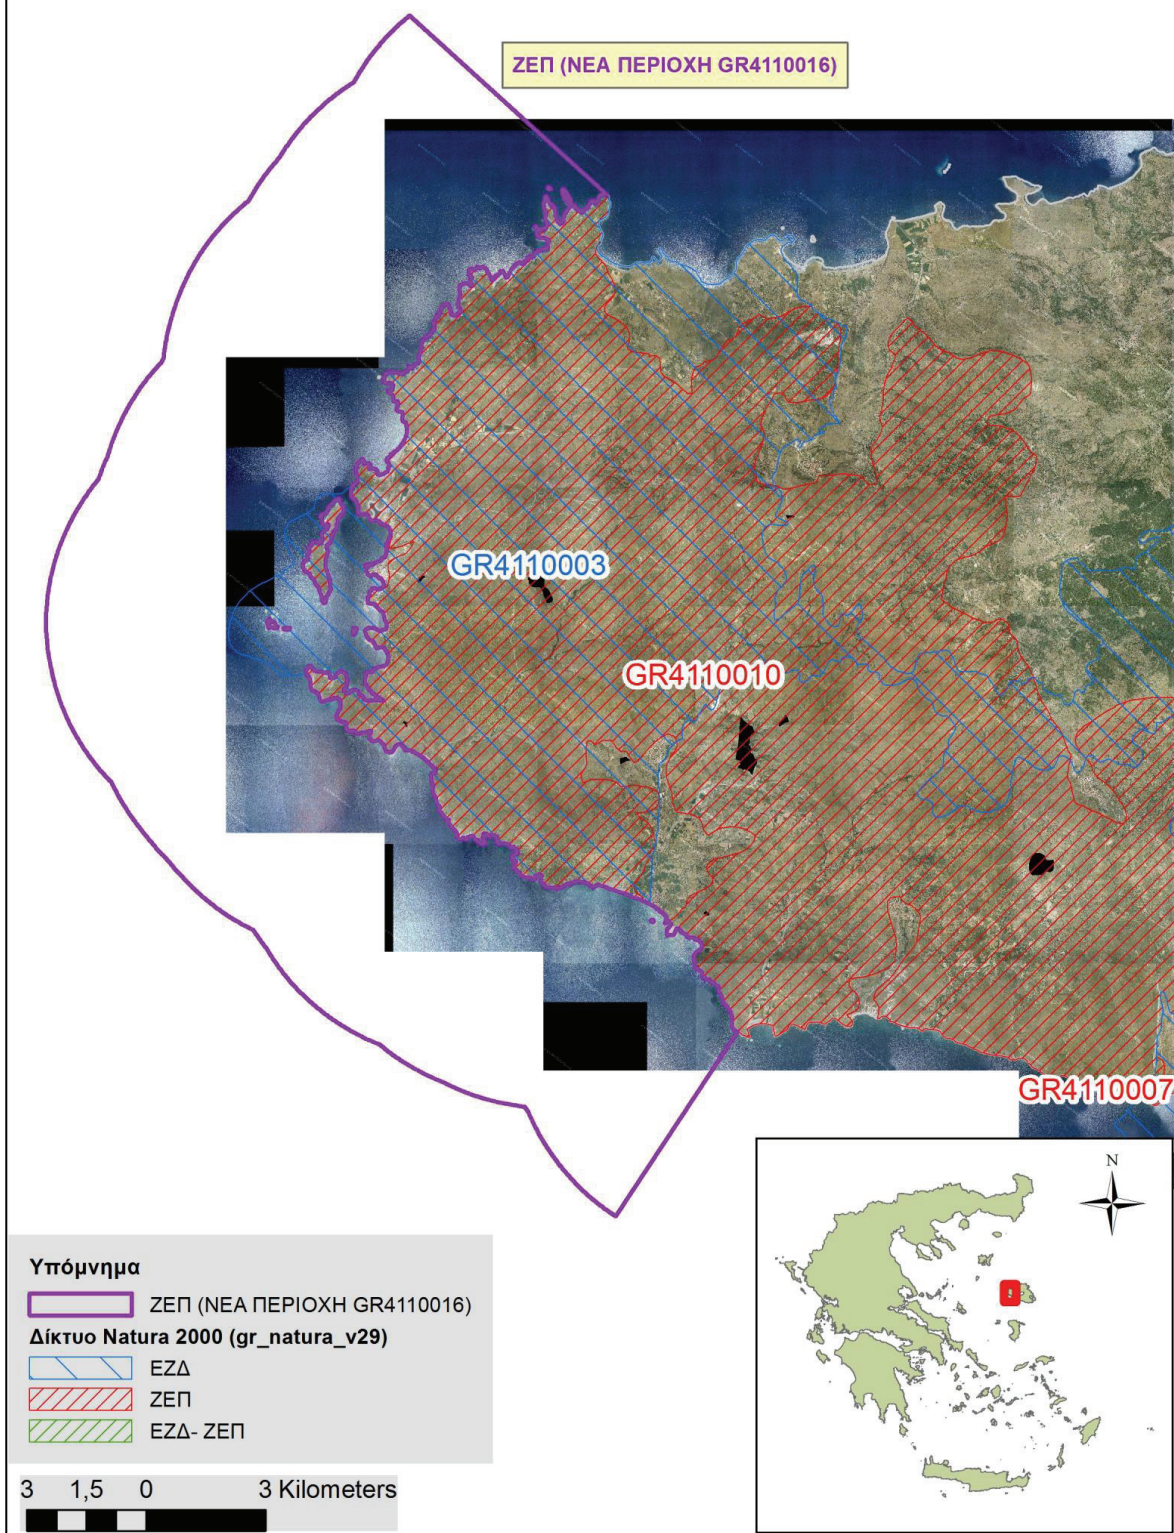 ΖΕΠ (ΝΕΑ ΠΕΡΙΟΧΗ GR4110016)
GR4110003
GR4110010
GR4110007
N
Υπόμνημα
ΖΕΠ (ΝΕΑ ΠΕΡΙΟΧΗ GR4110016)
Δίκτυο Natura 2000 (gr_natura_v29)
ΕΖΔ
ΖΕΠ
ΕΖΔ- ΖΕΠ
3 1,5 0 3 Kilometers